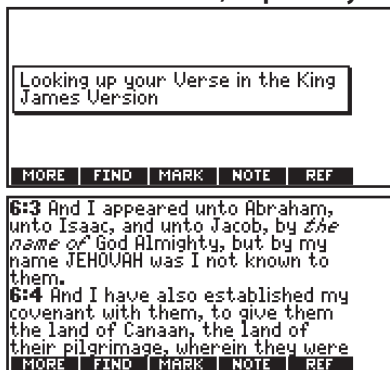 Looking up your Verse in the King
James Version
MORE FIND MARK NOTE REF
6:3 And I appeared unto Abraham,
unto Isaac, and unto Jacob, by the
name of God Almighty, but by my
name JEHOVAH was I not known to
them.
6:4 And I have also established my
covenant with them, to give them
the land of Canaan, the land of
their pilgrimage, wherein they were
MORE FIND MARK NOTE REF